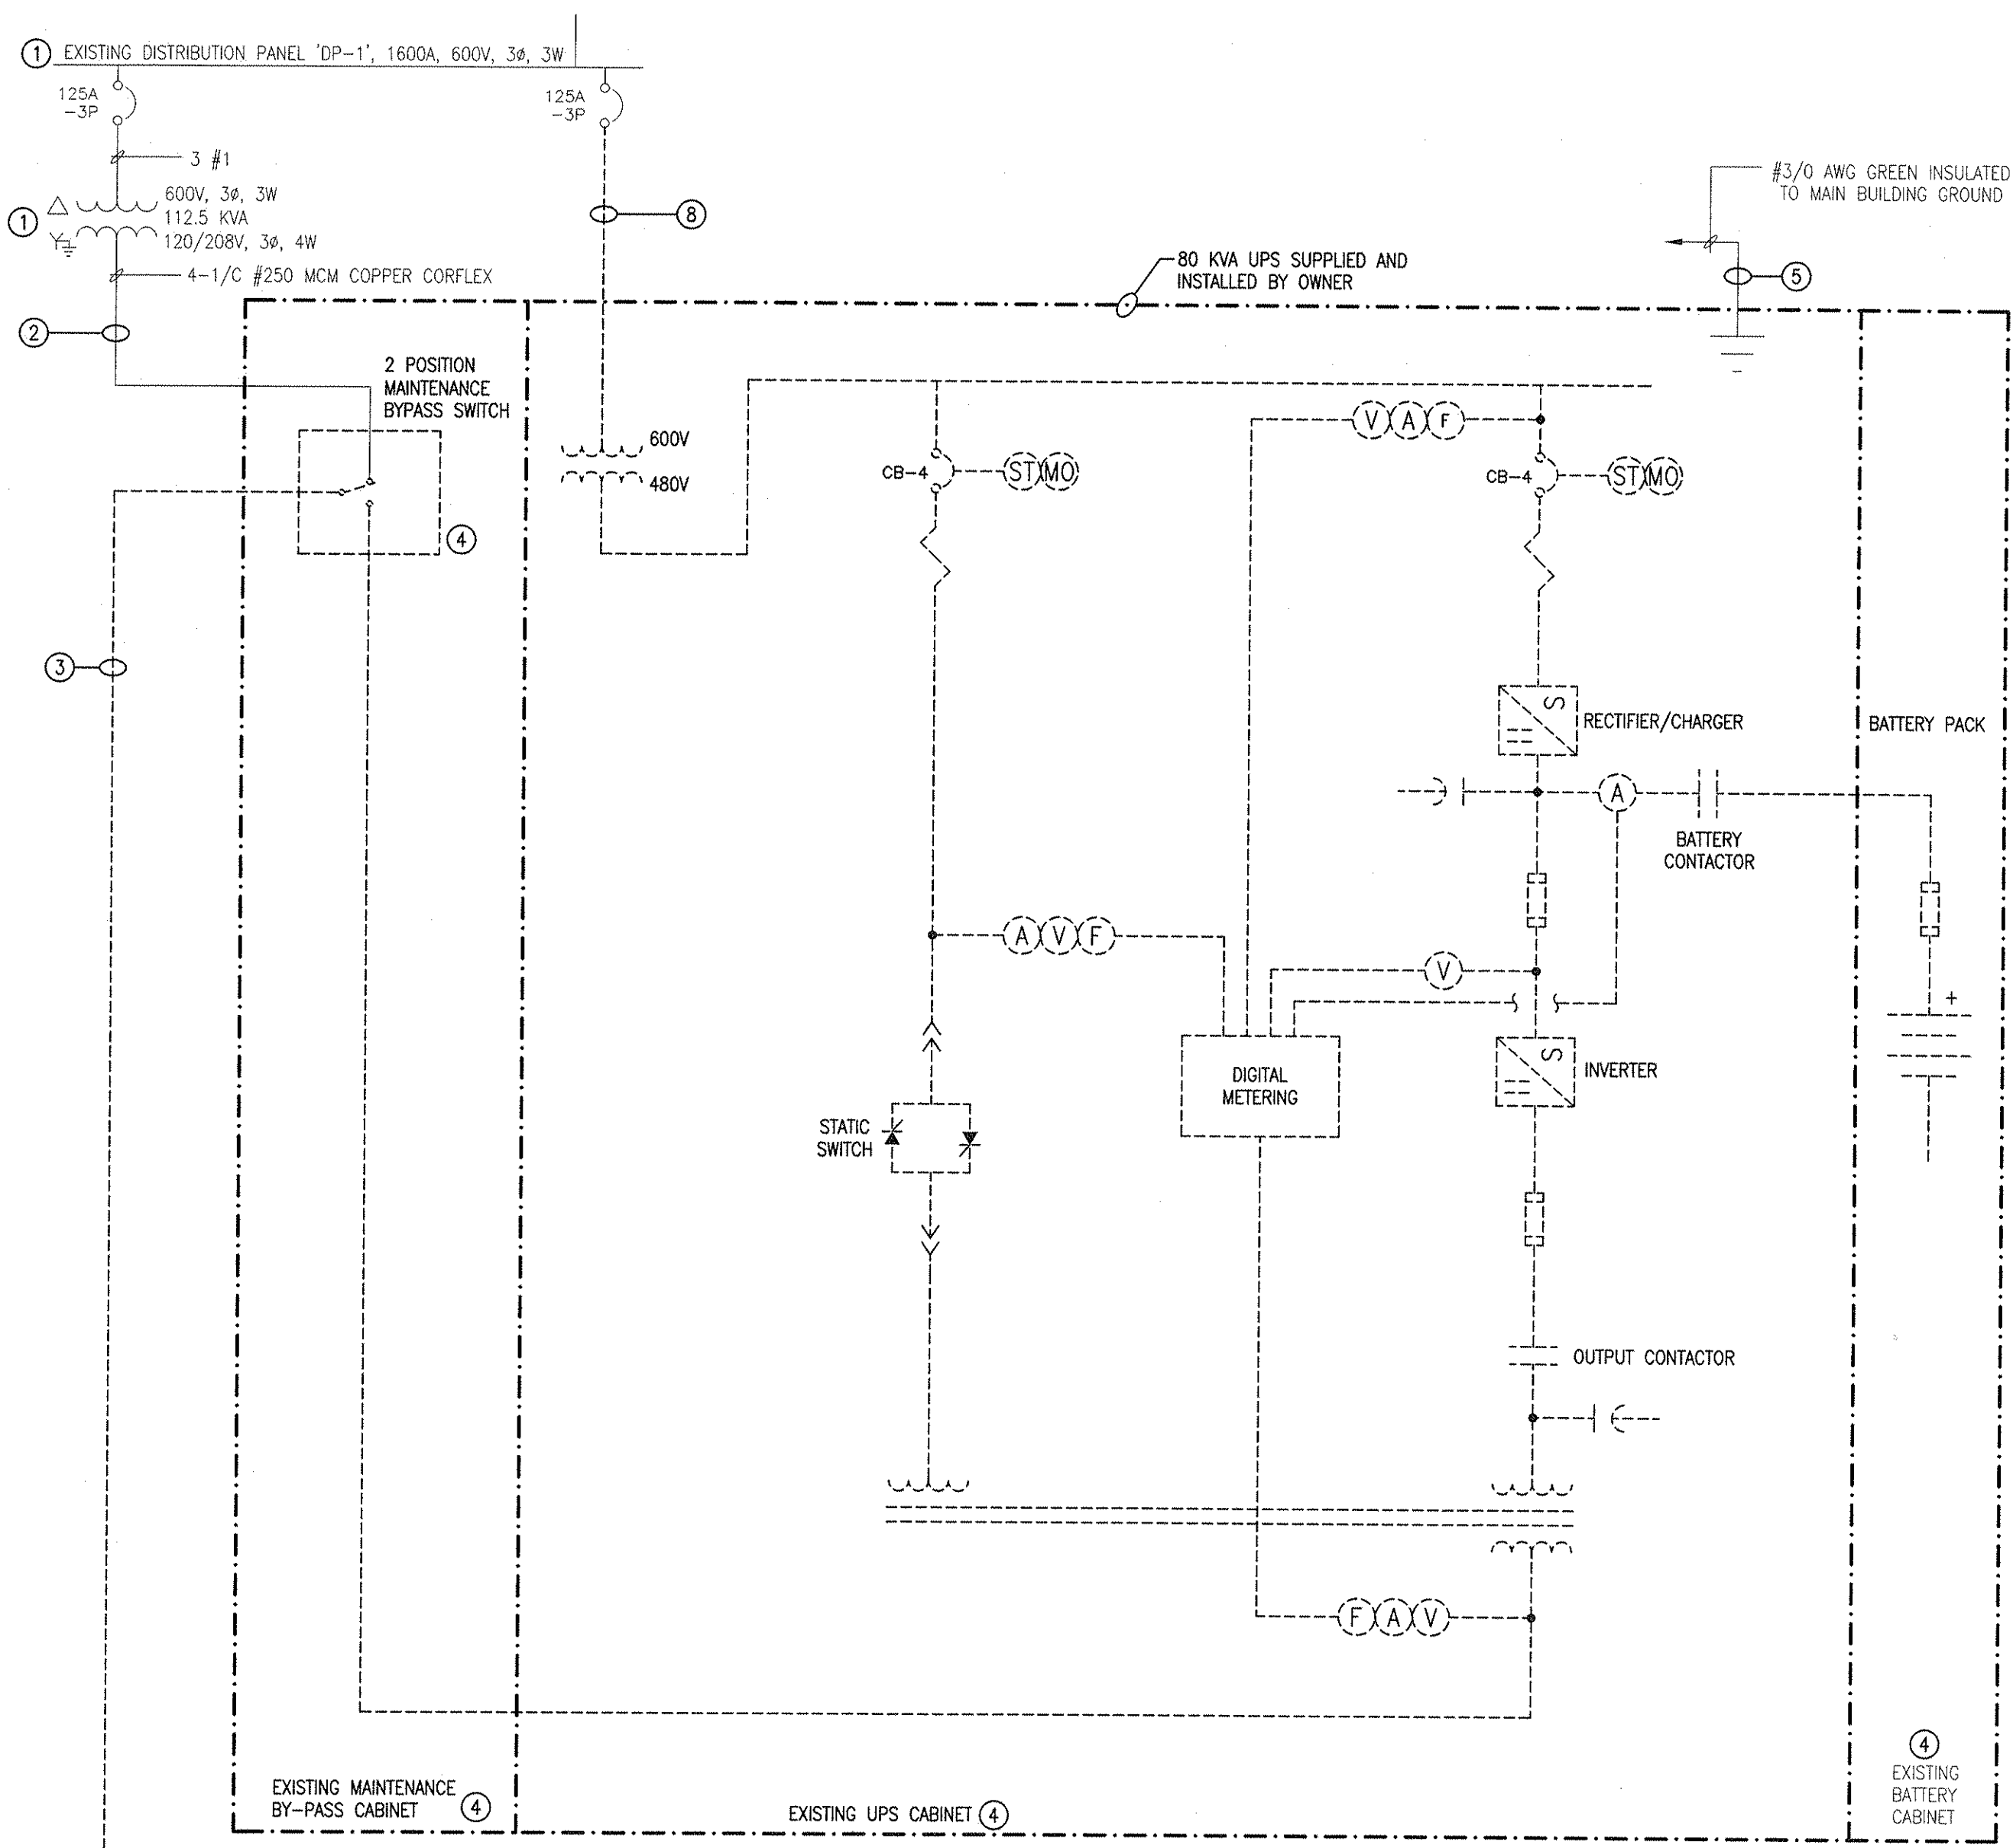 1 EXISTING DISTRIBUTION PANEL 'DP-1', 1600A, 600V, 3ø, 3W
125A
-3P
125A
-3P
3 #1
1
600V, 3ø, 3W
112.5 KVA
120/208V, 3ø, 4W
4-1/C #250 MCM COPPER CORFLEX
2
8
#3/0 AWG GREEN INSULATED
TO MAIN BUILDING GROUND
5
80 KVA UPS SUPPLIED AND
INSTALLED BY OWNER
2 POSITION
MAINTENANCE
BYPASS SWITCH
4
3
600V
480V
CB-4
ST MO
V A F
CB-4
ST MO
S
RECTIFIER/CHARGER
BATTERY PACK
A
BATTERY
CONTACTOR
A V F
V
+
DIGITAL
METERING
S
INVERTER
STATIC
SWITCH
OUTPUT CONTACTOR
F A V
EXISTING MAINTENANCE
BY-PASS CABINET 4
EXISTING UPS CABINET 4
4
EXISTING
BATTERY
CABINET